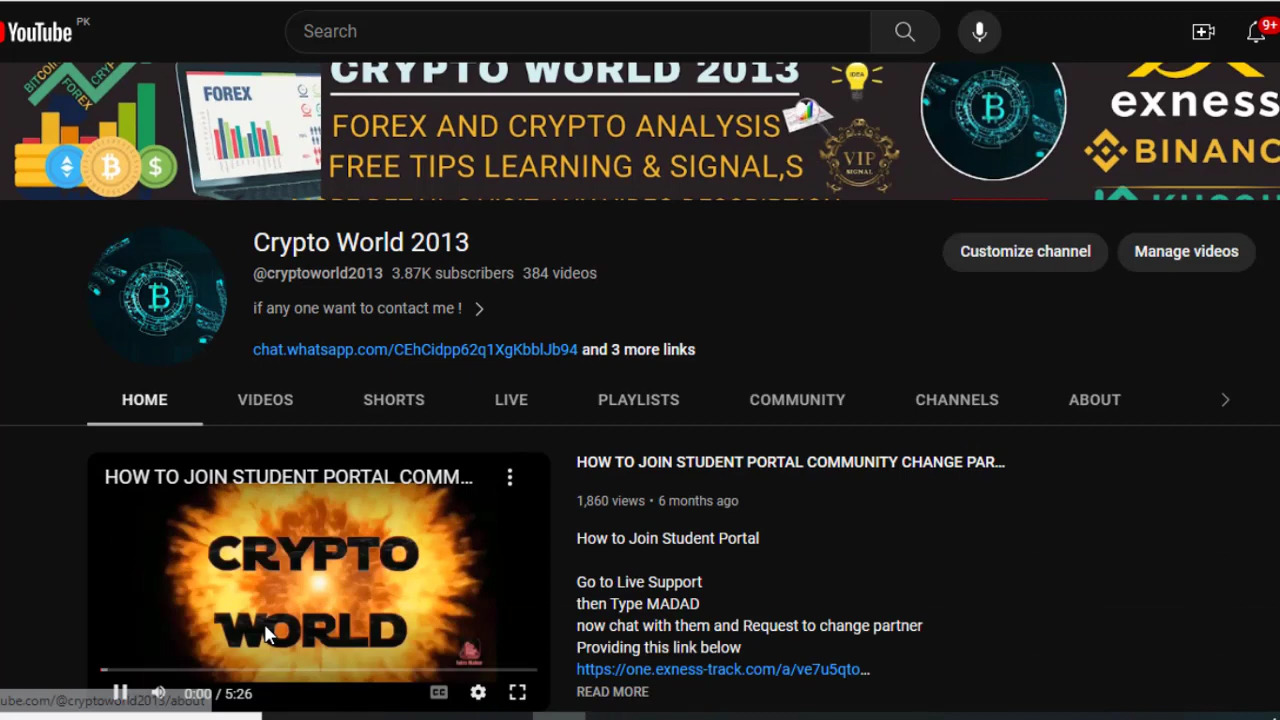 YouTube PK
Search
9+
BITCOIN
FOREX
FOREX
CRYPTO WORLD 2013
FOREX AND CRYPTO ANALYSIS
FREE TIPS LEARNING & SIGNAL,S
IDEA
VIP
SIGNAL
exness
BINANC
Crypto World 2013
@cryptoworld2013 3.87K subscribers 384 videos
if any one want to contact me !
Customize channel
Manage videos
chat.whatsapp.com/CEhCidpp62q1XgKbblJb94 and 3 more links
HOME VIDEOS SHORTS LIVE PLAYLISTS COMMUNITY CHANNELS ABOUT
HOW TO JOIN STUDENT PORTAL COMM...
CRYPTO
WORLD
0:00 / 5:26
CC
ube.com/@cryptoworld2013/about
HOW TO JOIN STUDENT PORTAL COMMUNITY CHANGE PAR...
1,860 views • 6 months ago
How to Join Student Portal
Go to Live Support
then Type MADAD
now chat with them and Request to change partner
Providing this link below
https://one.exness-track.com/a/ve7u5qto...
READ MORE